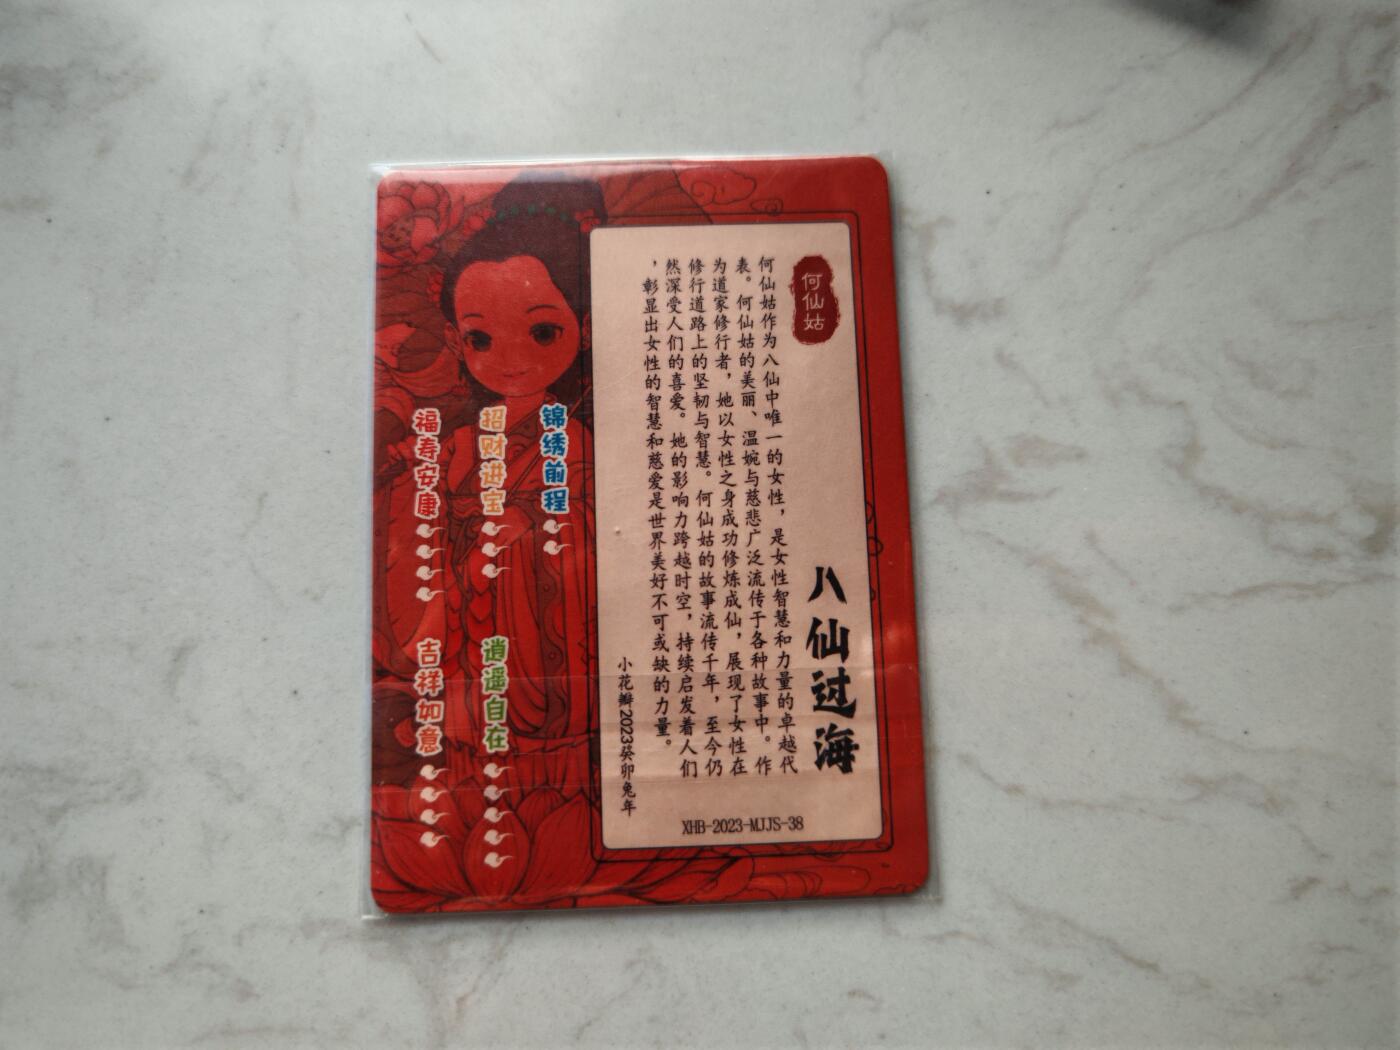 八仙过海
何仙姑
何仙姑作为八仙中唯一的女性，是女性智慧和力量的卓越代
表。何仙姑的美丽、温婉与慈悲广泛流传于各种故事中。作
为道家修行者，她以女性之身成功修炼成仙，展现了女性在
修行道路上的坚韧与智慧。何仙姑的故事流传千年，至今仍
然深受人们的喜爱。她的影响力跨越时空，持续启发着人们
，彰显出女性的智慧和慈爱是世界美好不可或缺的力量。
小花瓣2023癸卯兔年
XHB-2023-MJJS-38
锦绣前程
招财进宝
福寿安康
逍遥自在
吉祥如意